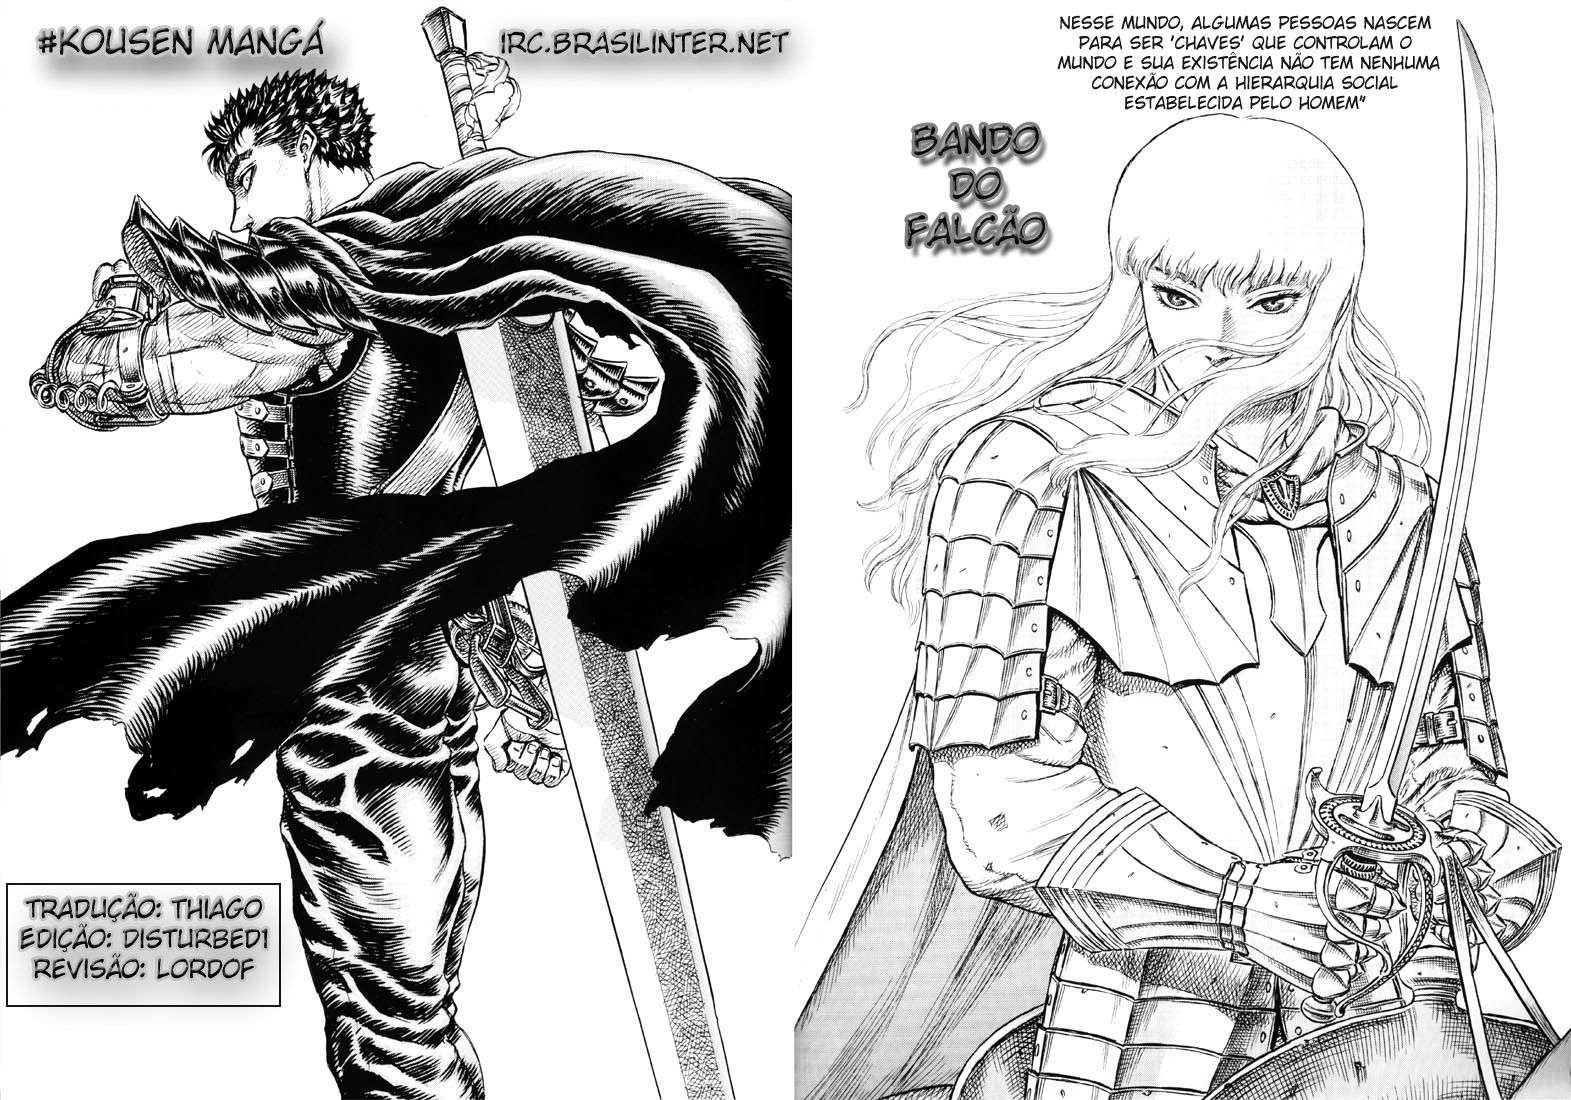 #KOUSEN MANGÁ
IRC.BRASILINTER.NET
NESSE MUNDO, ALGUMAS PESSOAS NASCEM
PARA SER 'CHAVES' QUE CONTROLAM O
MUNDO E SUA EXISTÊNCIA NÃO TEM NENHUMA
CONEXÃO COM A HIERARQUIA SOCIAL
ESTABELECIDA PELO HOMEM"
BANDO
DO
FALCÃO
TRADUÇÃO: THIAGO
EDIÇÃO: DISTURBED1
REVISÃO: LORDOF